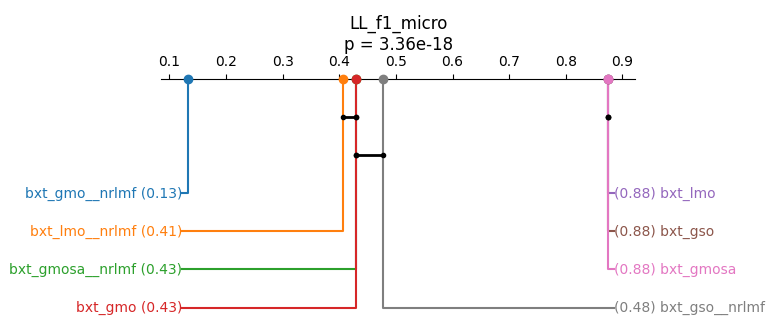 LL_f1_micro
p = 3.36e-18
0.1 0.2 0.3 0.4 0.5 0.6 0.7 0.8 0.9
bxt_gmo__nrlmf (0.13) (0.88) bxt_lmo
bxt_lmo__nrlmf (0.41) (0.88) bxt_gso
bxt_gmosa__nrlmf (0.43) (0.88) bxt_gmosa
bxt_gmo (0.43) (0.48) bxt_gso__nrlmf